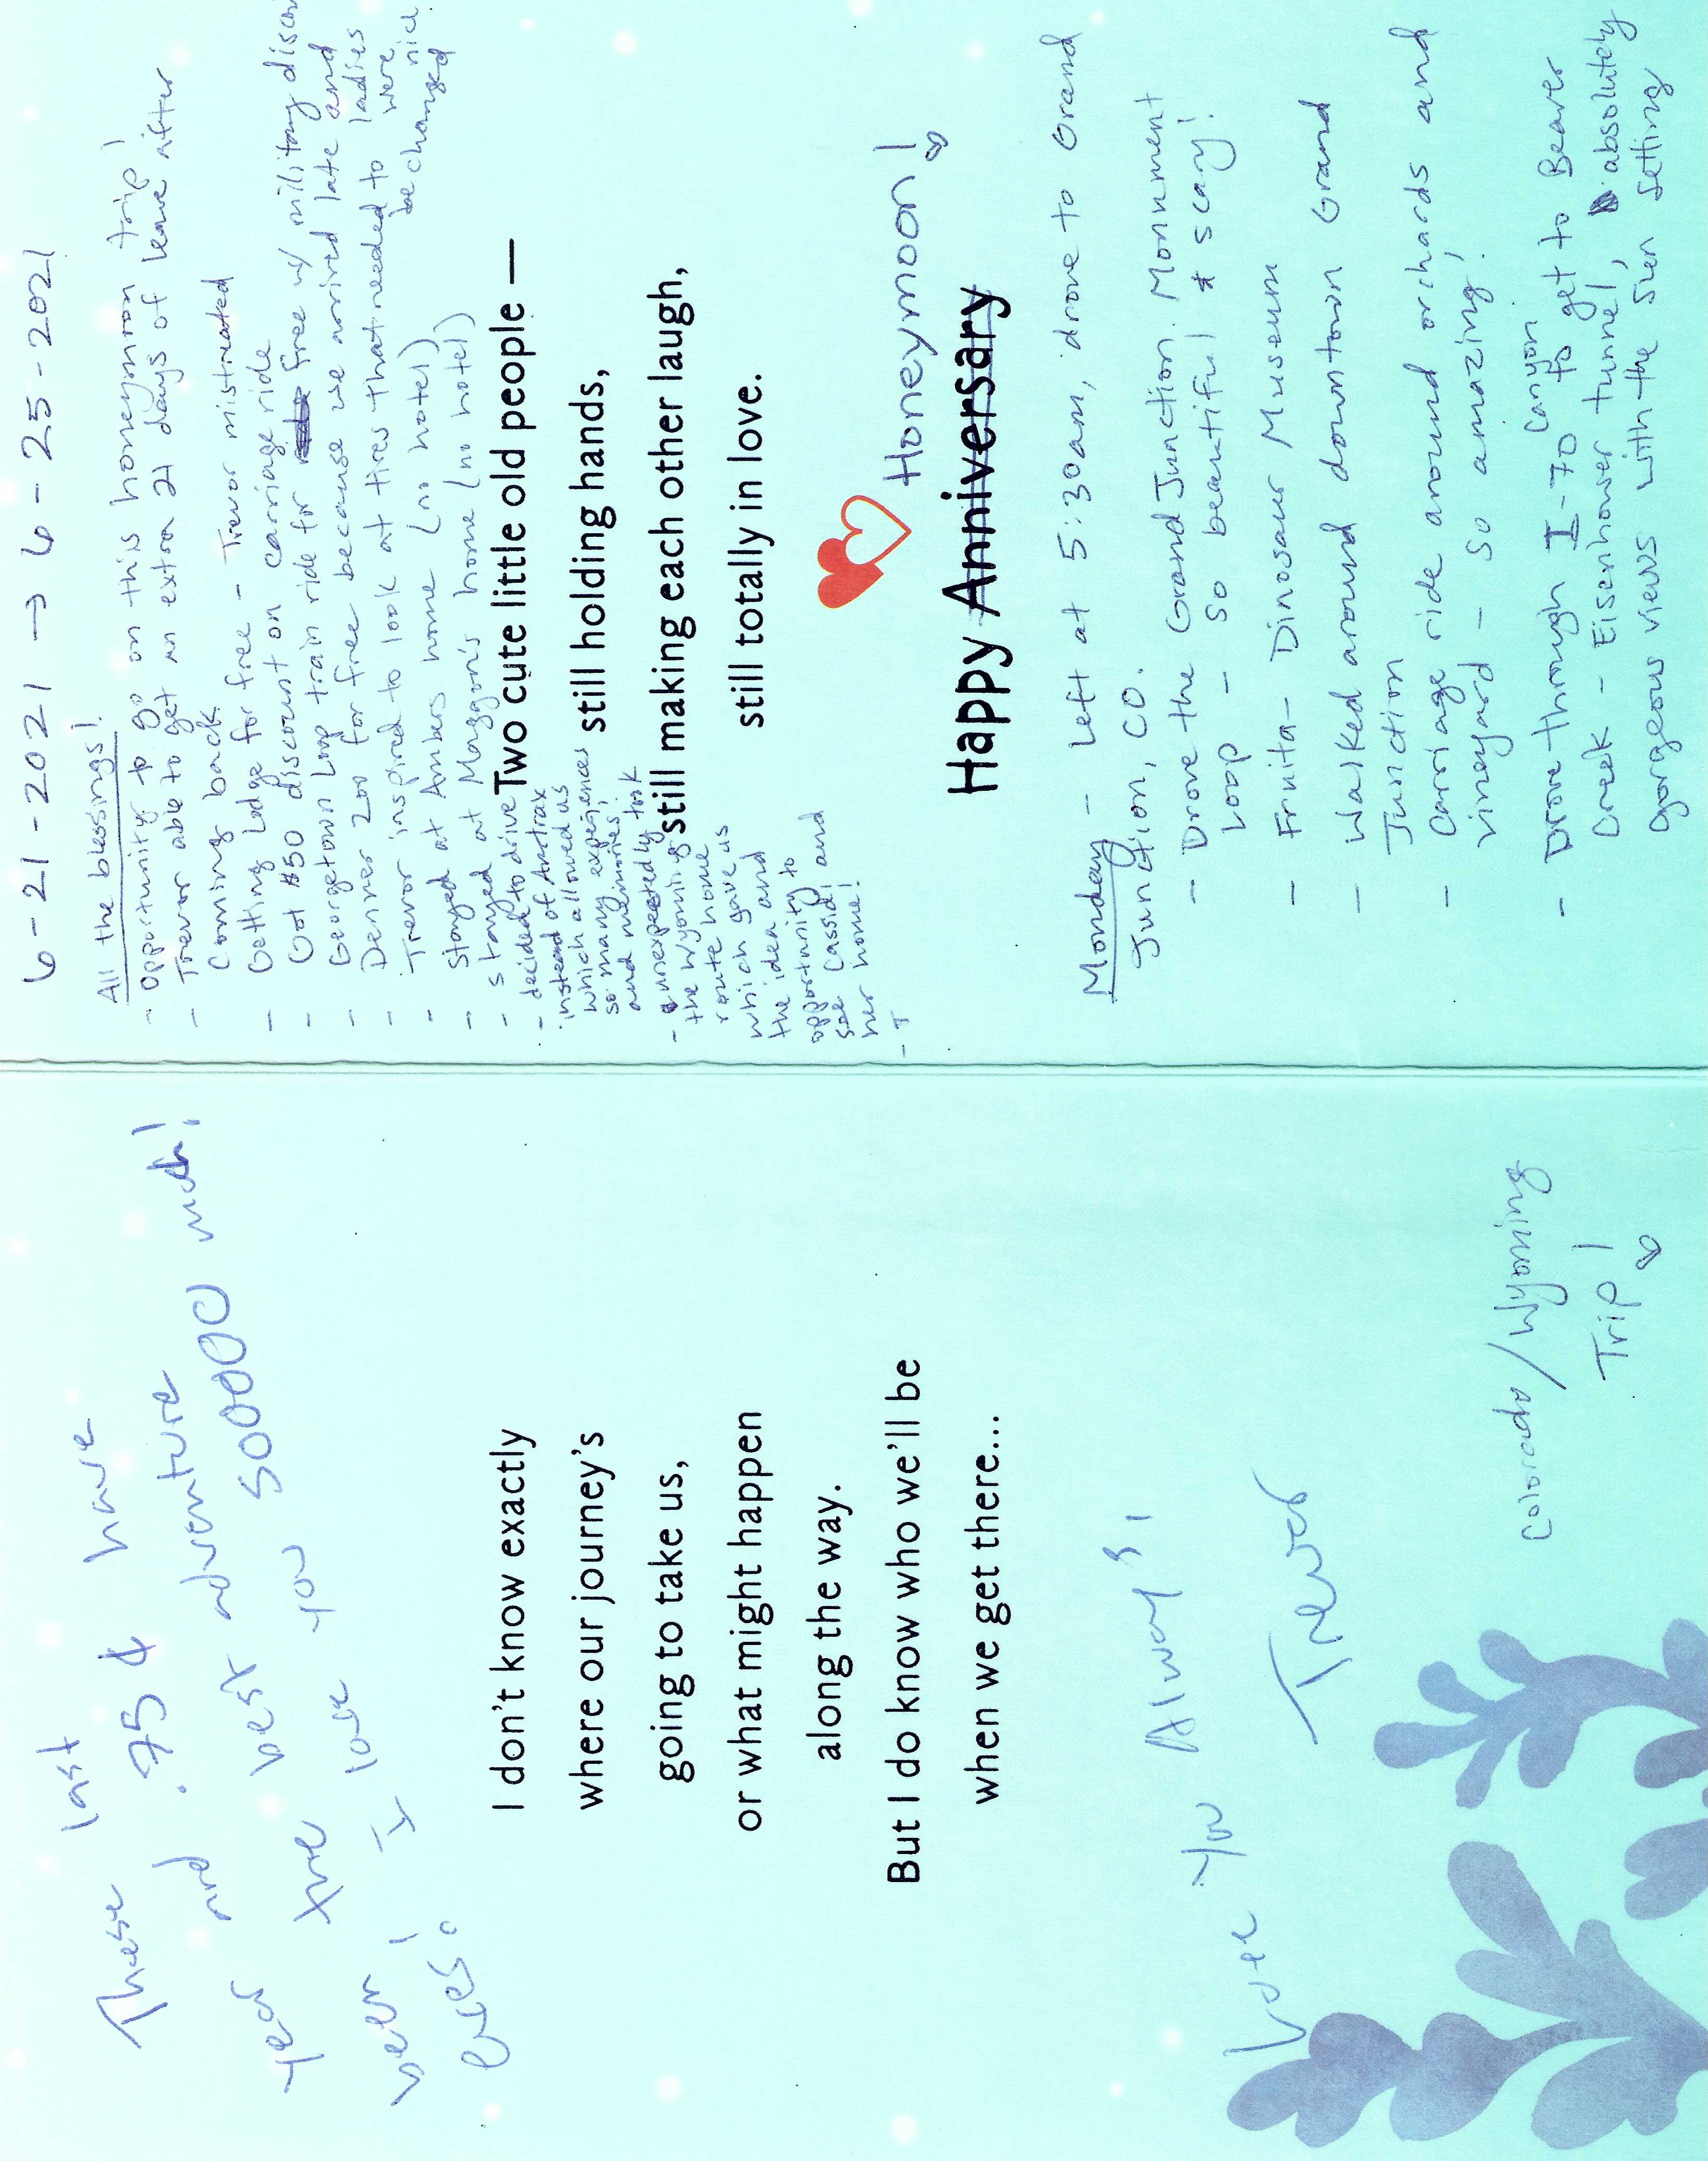 These last
year and .75 & have
been the best adventure
ever! I love you soooo much!
I don't know exactly
where our journey's
going to take us,
or what might happen
along the way.
But I do know who we'll be
when we get there...
Love you Always,
Trevor
Colorado/Wyoming
Trip!
6-21-2021 → 6-25-2021
All the blessings!
- Opportunity to go on this honeymoon trip!
- Trevor able to get an extra 21 days of leave after
coming back
- Getting Lodge for free - Trevor mistreated
- Got $50 discount on carriage ride
- Georgetown Loop train ride for free w/ military
- Denver Zoo for free because we arrived late and ladies were nice
- Trevor inspired to look at tires that needed to be changed
- Stayed at Ambers home (no hotel)
- stayed at Maggon's home (no hotel)
- decided to drive
instead of Amtrax
which allowed us
so many experiences
and memories!
- unexpectedly took
the Wyoming
route home
which gave us
the idea and
opportunity to
see Cassidi and
her home!
- T
Two cute little old people —
still holding hands,
still making each other laugh,
still totally in love.
Honeymoon!
Happy Anniversary
Monday - Left at 5:30am, drove to Grand
Junction, CO.
- Drove the Grand Junction Monument
Loop - so beautiful & scary!
- Fruita - Dinosaur Museum
- Walked around downtown Grand
Junction
- Carriage ride around orchards and
vineyard - so amazing!
- Drove through I-70 Canyon to get to Beaver
Creek - Eisenhower tunnel, absolutely
gorgeous views with the sun setting